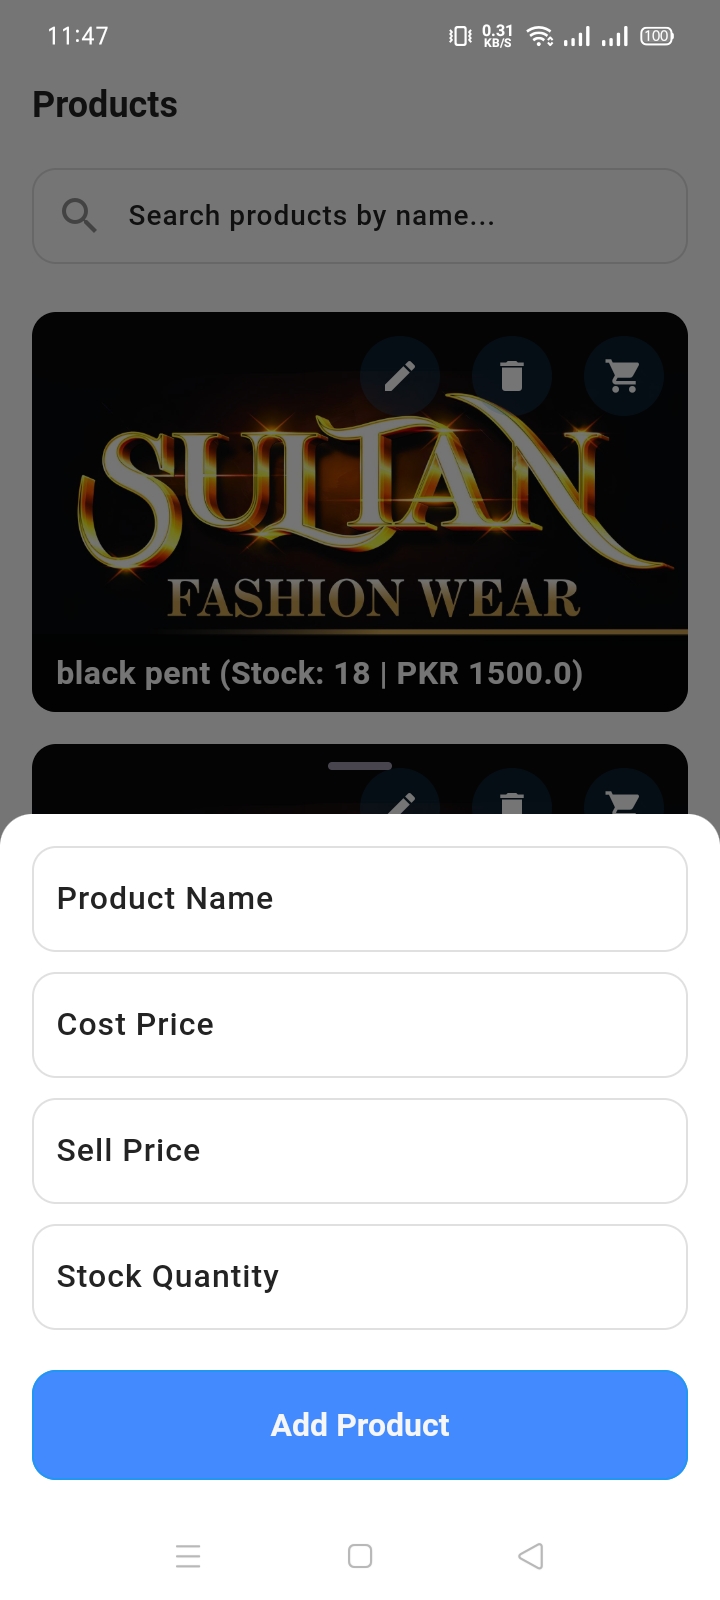 11:47
0.31
KB/S
100
Products
Search products by name...
SULTAN
FASHION WEAR
black pent (Stock: 18 | PKR 1500.0)
Product Name
Cost Price
Sell Price
Stock Quantity
Add Product